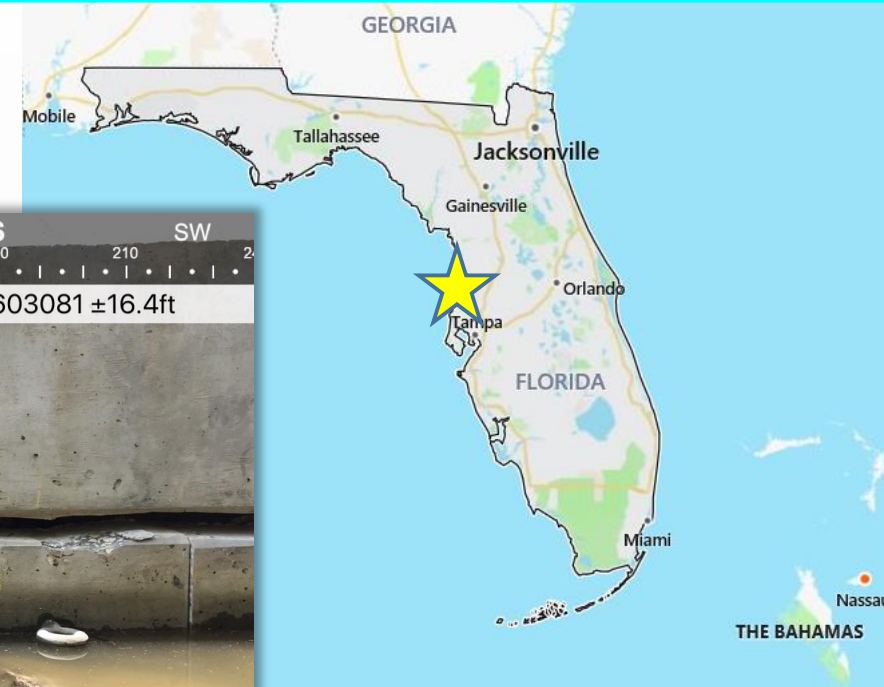 GEORGIA
Mobile
Tallahassee
Jacksonville
Gainesville
Orlando
Tampa
FLORIDA
Miami
Nassau
THE BAHAMAS
SW
210
603081 ±16.4ft